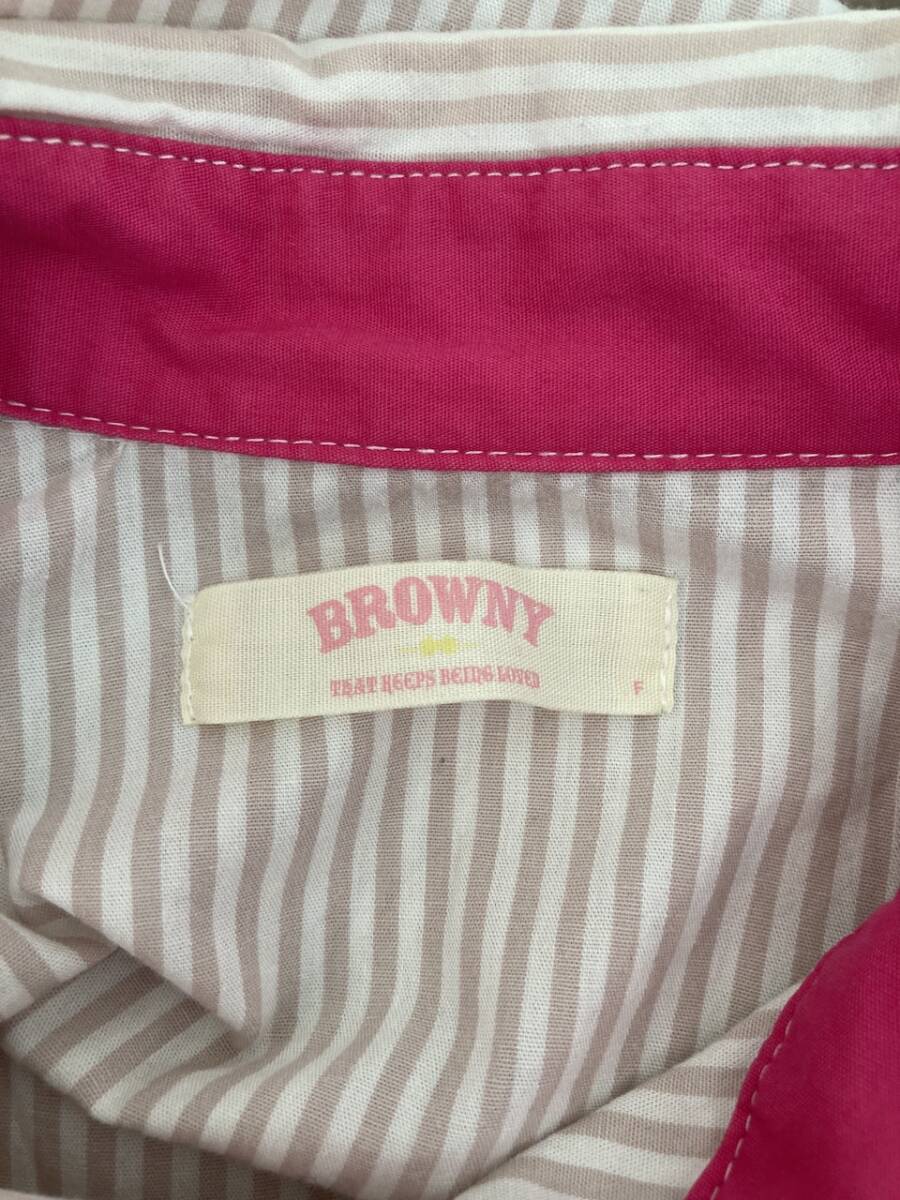 BROWNY
THAT KEEPS BEING LOVED
F